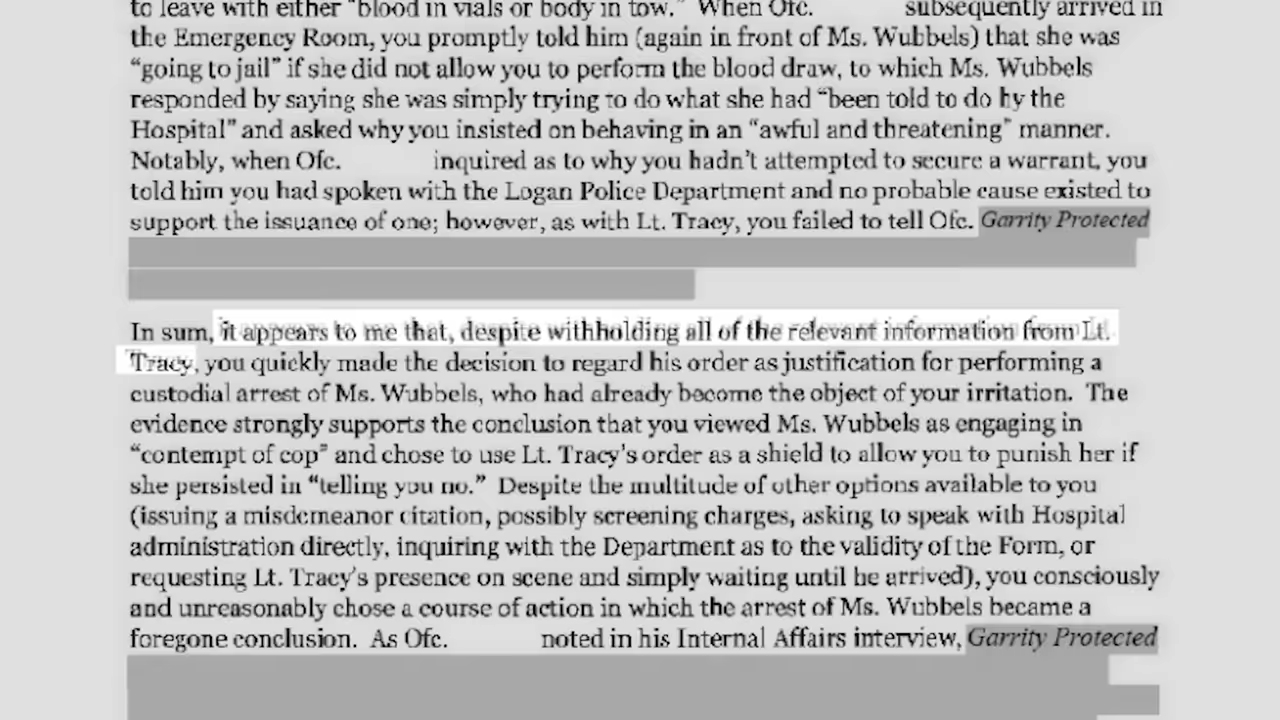 to leave with either "blood in vials or body in tow." When Ofc. subsequently arrived in
the Emergency Room, you promptly told him (again in front of Ms. Wubbels) that she was
"going to jail" if she did not allow you to perform the blood draw, to which Ms. Wubbels
responded by saying she was simply trying to do what she had "been told to do by the
Hospital" and asked why you insisted on behaving in an "awful and threatening" manner.
Notably, when Ofc. inquired as to why you hadn't attempted to secure a warrant, you
told him you had spoken with the Logan Police Department and no probable cause existed to
support the issuance of one; however, as with Lt. Tracy, you failed to tell Ofc. Garrity Protected
In sum, it appears to me that, despite withholding all of the relevant information from Lt.
Tracy, you quickly made the decision to regard his order as justification for performing a
custodial arrest of Ms. Wubbels, who had already become the object of your irritation. The
evidence strongly supports the conclusion that you viewed Ms. Wubbels as engaging in
"contempt of cop" and chose to use Lt. Tracy's order as a shield to allow you to punish her if
she persisted in "telling you no." Despite the multitude of other options available to you
(issuing a misdemeanor citation, possibly screening charges, asking to speak with Hospital
administration directly, inquiring with the Department as to the validity of the Form, or
requesting Lt. Tracy's presence on scene and simply waiting until he arrived), you consciously
and unreasonably chose a course of action in which the arrest of Ms. Wubbels became a
foregone conclusion. As Ofc. noted in his Internal Affairs interview, Garrity Protected